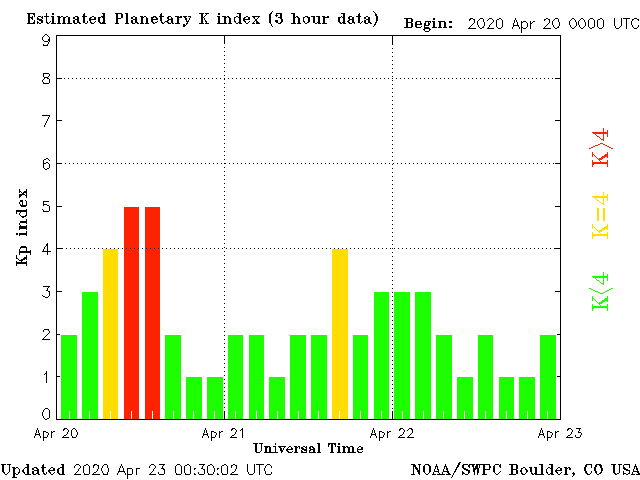 Estimated Planetary K index (3 hour data)
Begin: 2020 Apr 20 0000 UTC
9
8
7
6
5
4
3
2
1
0
Kp index
K>4
K=4
K<4
Apr 20
Apr 21
Apr 22
Apr 23
Universal Time
Updated 2020 Apr 23 00:30:02 UTC
NOAA/SWPC Boulder, CO USA